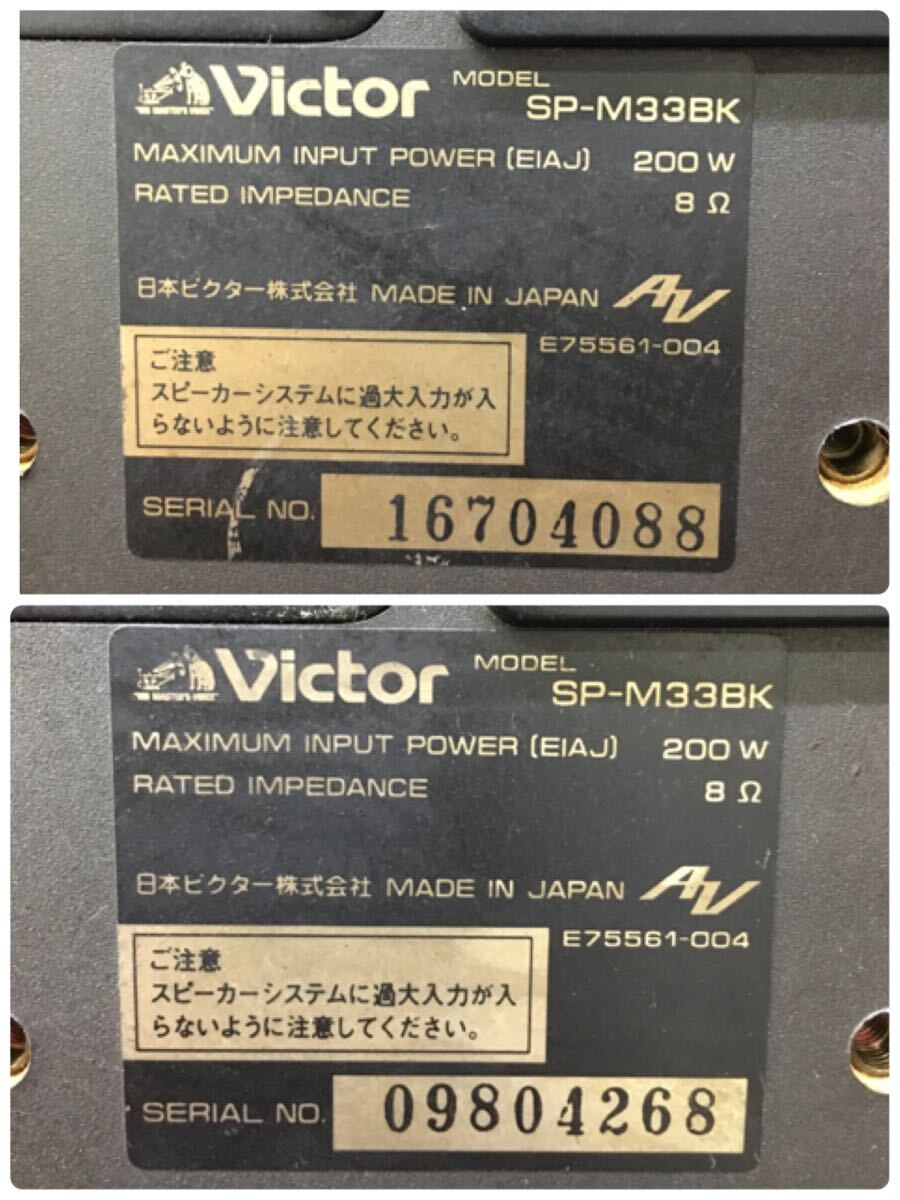 Victor MODEL
SP-M33BK
"HIS MASTER'S VOICE"
MAXIMUM INPUT POWER (EIAJ) 200 W
RATED IMPEDANCE 8 Ω
日本ビクター株式会社 MADE IN JAPAN AV
E75561-004
ご注意
スピーカーシステムに過大入力が入
らないように注意してください。
SERIAL NO. 16704088
Victor MODEL
SP-M33BK
"HIS MASTER'S VOICE"
MAXIMUM INPUT POWER (EIAJ) 200 W
RATED IMPEDANCE 8 Ω
日本ビクター株式会社 MADE IN JAPAN AV
E75561-004
ご注意
スピーカーシステムに過大入力が入
らないように注意してください。
SERIAL NO. 09804268